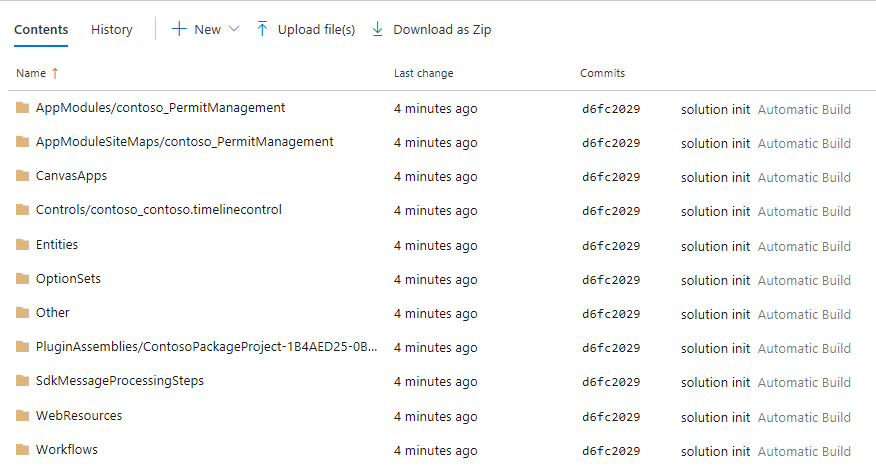 Contents History New Upload file(s) Download as Zip
Name ↑ Last change Commits
AppModules/contoso_PermitManagement 4 minutes ago d6fc2029 solution init Automatic Build
AppModuleSiteMaps/contoso_PermitManagement 4 minutes ago d6fc2029 solution init Automatic Build
CanvasApps 4 minutes ago d6fc2029 solution init Automatic Build
Controls/contoso_contoso.timelinecontrol 4 minutes ago d6fc2029 solution init Automatic Build
Entities 4 minutes ago d6fc2029 solution init Automatic Build
OptionSets 4 minutes ago d6fc2029 solution init Automatic Build
Other 4 minutes ago d6fc2029 solution init Automatic Build
PluginAssemblies/ContosoPackageProject-1B4AED25-0B... 4 minutes ago d6fc2029 solution init Automatic Build
SdkMessageProcessingSteps 4 minutes ago d6fc2029 solution init Automatic Build
WebResources 4 minutes ago d6fc2029 solution init Automatic Build
Workflows 4 minutes ago d6fc2029 solution init Automatic Build